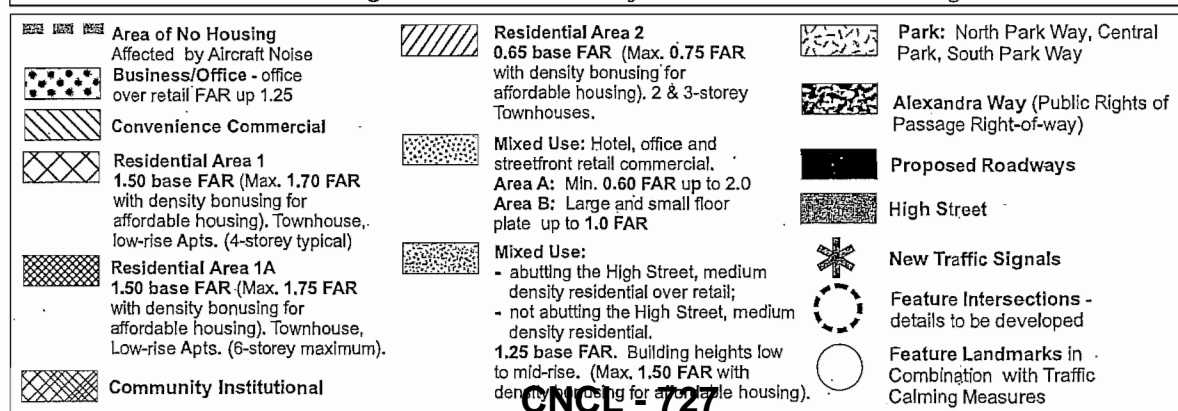 Area of No Housing
Affected by Aircraft Noise
Business/Office - office
over retail FAR up 1.25
Convenience Commercial
Residential Area 1
1.50 base FAR (Max. 1.70 FAR
with density bonusing for
affordable housing). Townhouse,
low-rise Apts. (4-storey typical)
Residential Area 1A
1.50 base FAR (Max. 1.75 FAR
with density bonusing for
affordable housing). Townhouse,
Low-rise Apts. (6-storey maximum).
Community Institutional
Residential Area 2
0.65 base FAR (Max. 0.75 FAR
with density bonusing for
affordable housing). 2 & 3-storey
Townhouses.
Mixed Use: Hotel, office and
streetfront retail commercial.
Area A: Min. 0.60 FAR up to 2.0
Area B: Large and small floor
plate up to 1.0 FAR
Mixed Use:
- abutting the High Street, medium
density residential over retail;
- not abutting the High Street, medium
density residential.
1.25 base FAR. Building heights low
to mid-rise. (Max. 1.50 FAR with
density bonusing for affordable housing).
CNCL - 727
Park: North Park Way, Central
Park, South Park Way
Alexandra Way (Public Rights of
Passage Right-of-way)
Proposed Roadways
High Street
New Traffic Signals
Feature Intersections -
details to be developed
Feature Landmarks in
Combination with Traffic
Calming Measures